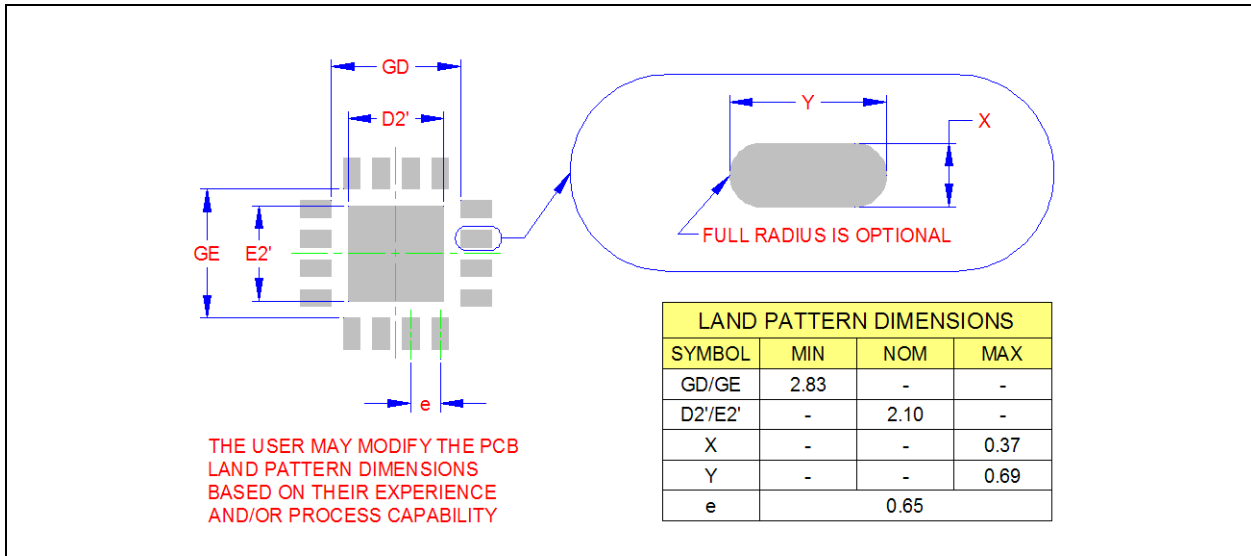 GD
D2'
GE
E2'
e
Y
X
FULL RADIUS IS OPTIONAL
THE USER MAY MODIFY THE PCB
LAND PATTERN DIMENSIONS
BASED ON THEIR EXPERIENCE
AND/OR PROCESS CAPABILITY
LAND PATTERN DIMENSIONS
SYMBOL MIN NOM MAX
GD/GE 2.83 - -
D2'/E2' - 2.10 -
X - - 0.37
Y - - 0.69
e 0.65